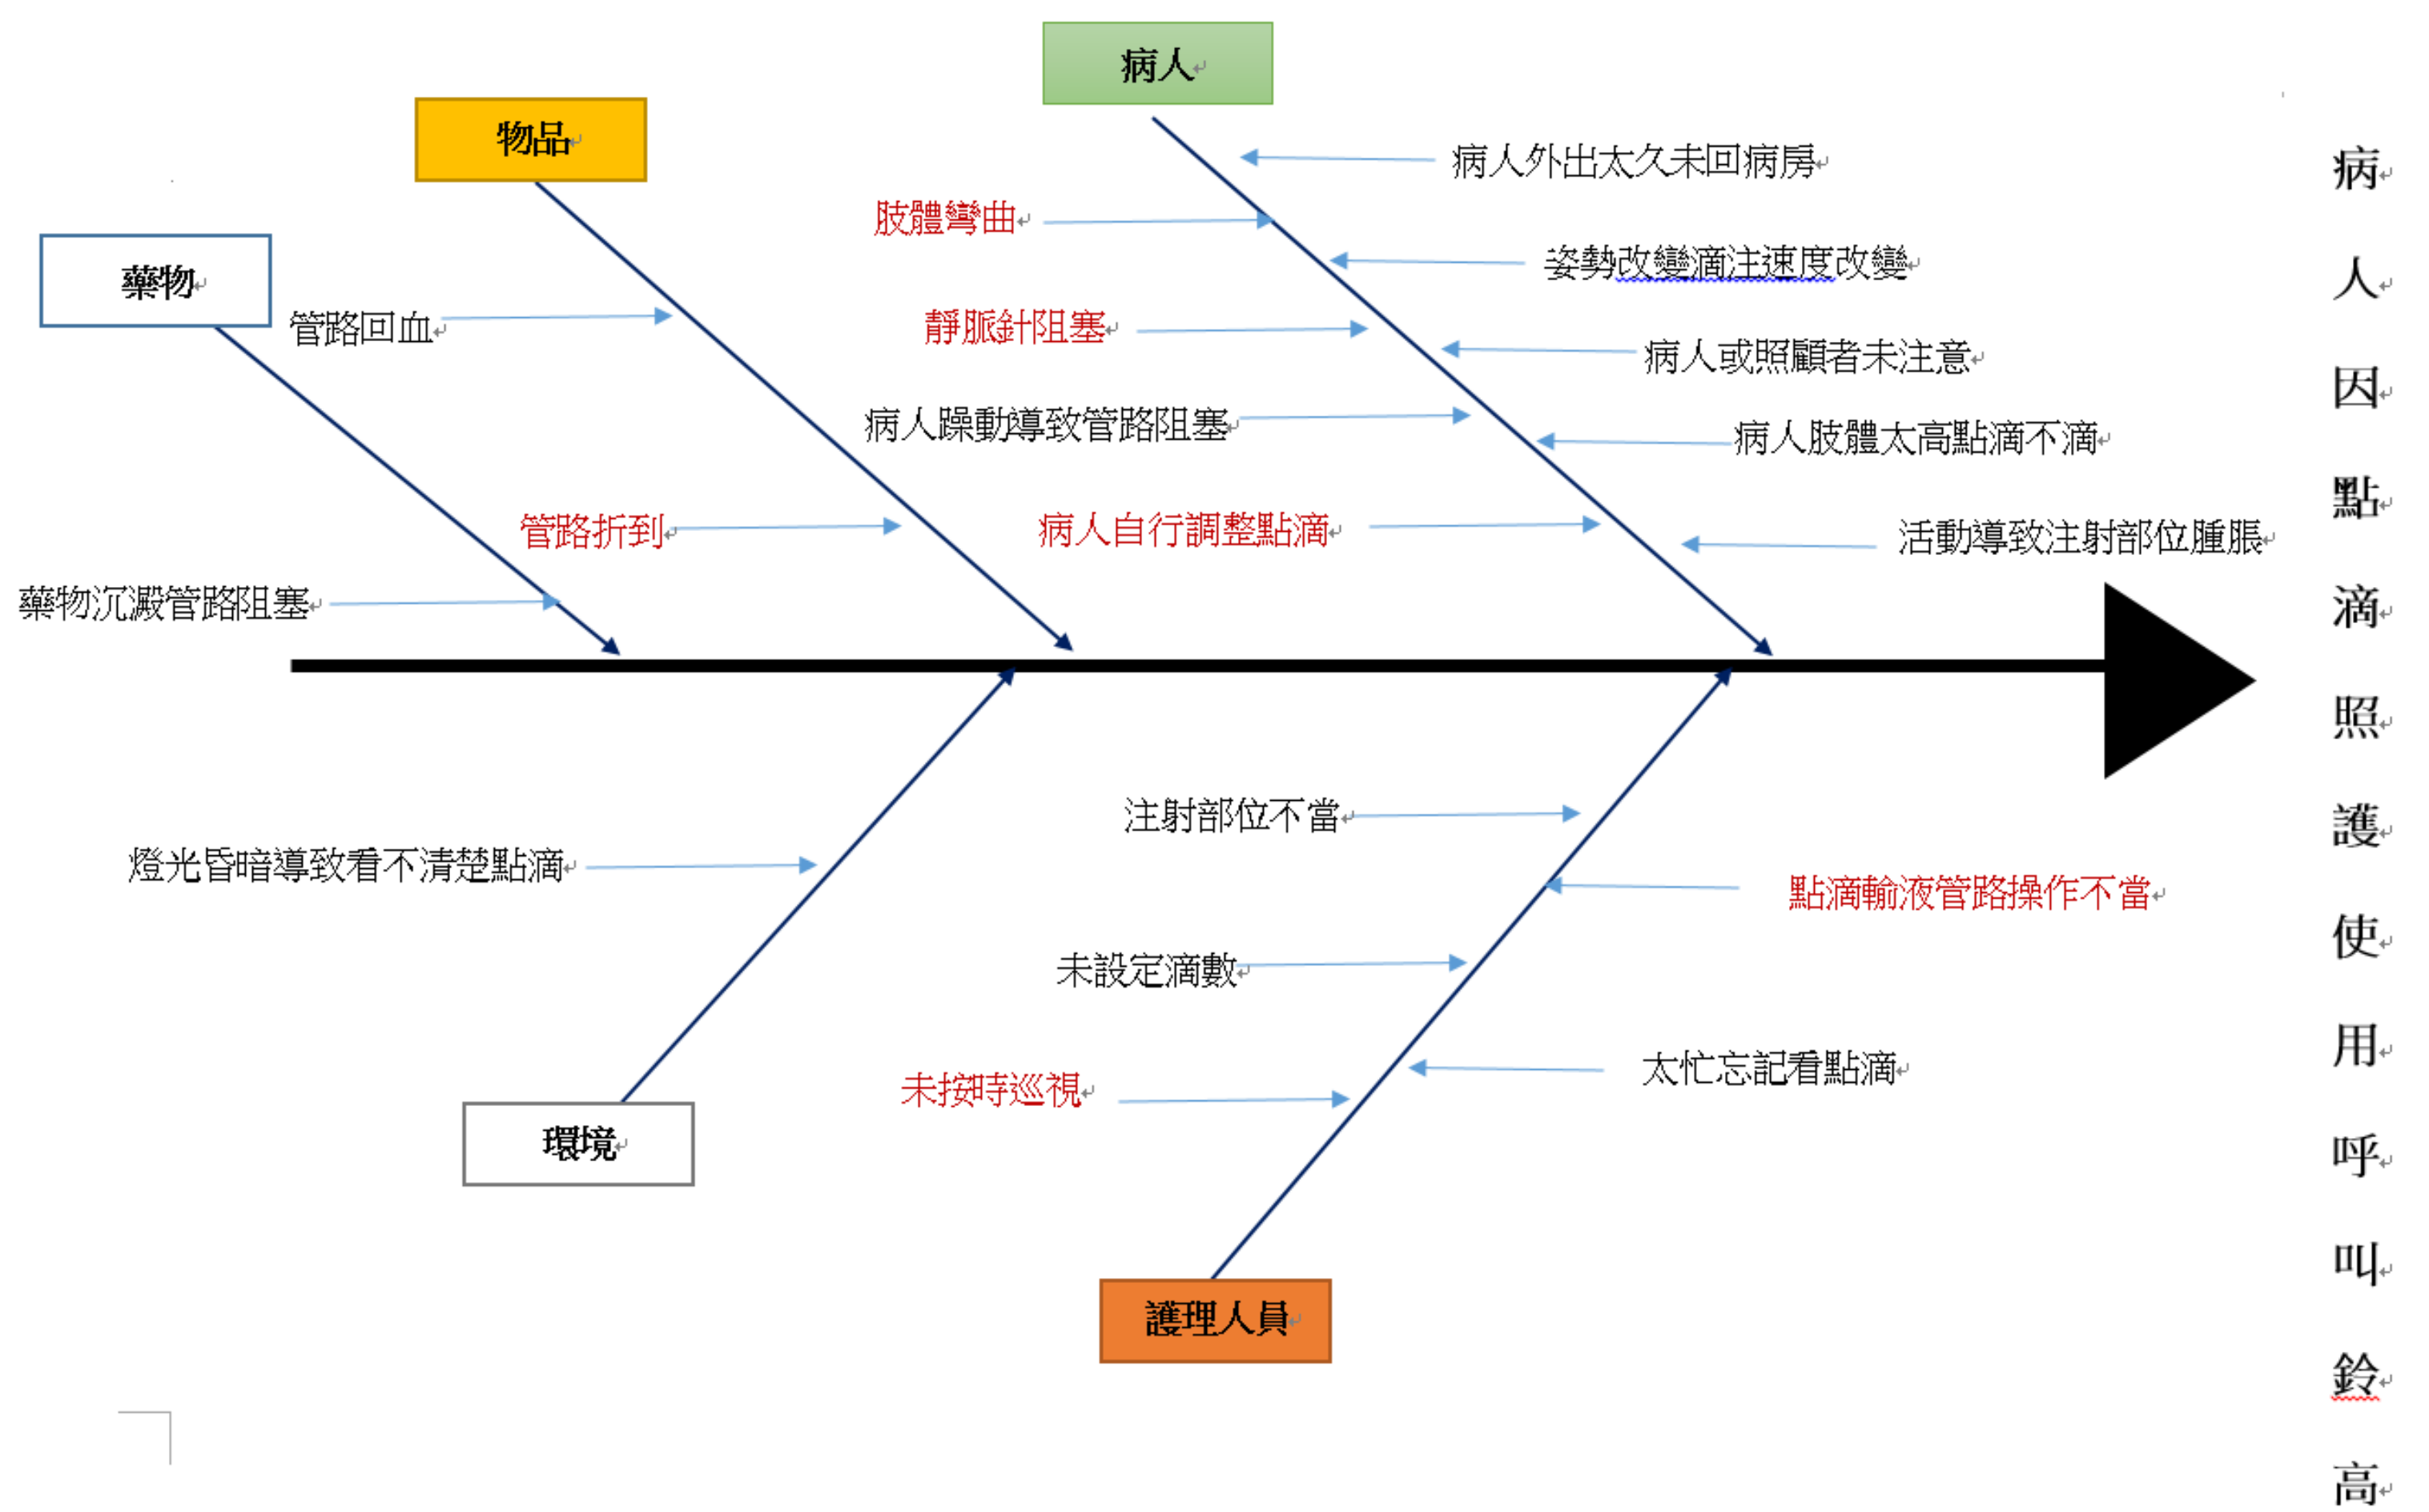 病人
物品
藥物
病人外出太久未回病房
肢體彎曲
姿勢改變滴注速度改變
管路回血
靜脈針阻塞
病人或照顧者未注意
病人躁動導致管路阻塞
病人肢體太高點滴不滴
管路折到
病人自行調整點滴
活動導致注射部位腫脹
藥物沉澱管路阻塞
注射部位不當
燈光昏暗導致看不清楚點滴
點滴輸液管路操作不當
未設定滴數
太忙忘記看點滴
未按時巡視
環境
護理人員
病
人
因
點
滴
照
護
使
用
呼
叫
鈴
高